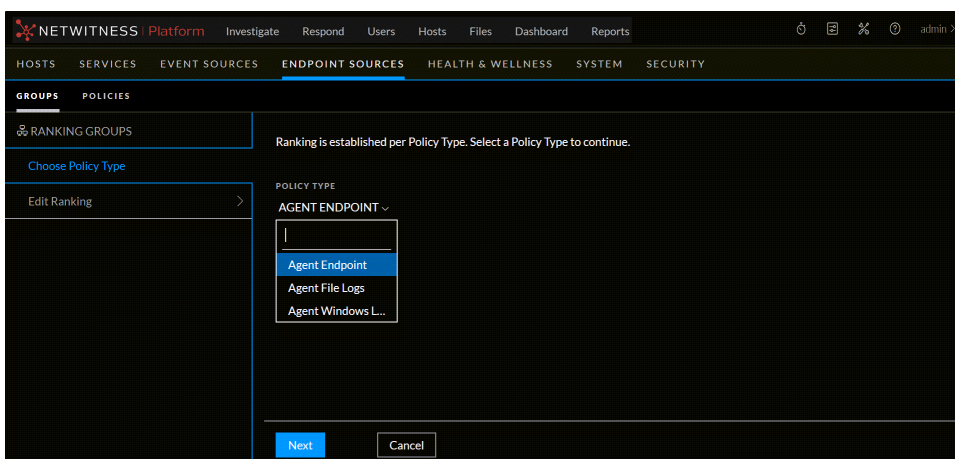 NETWITNESS Platform Investigate Respond Users Hosts Files Dashboard Reports admin
HOSTS SERVICES EVENT SOURCES ENDPOINT SOURCES HEALTH & WELLNESS SYSTEM SECURITY
GROUPS POLICIES
RANKING GROUPS
Choose Policy Type
Edit Ranking
Ranking is established per Policy Type. Select a Policy Type to continue.
POLICY TYPE
AGENT ENDPOINT
Agent Endpoint
Agent File Logs
Agent Windows L...
Next Cancel